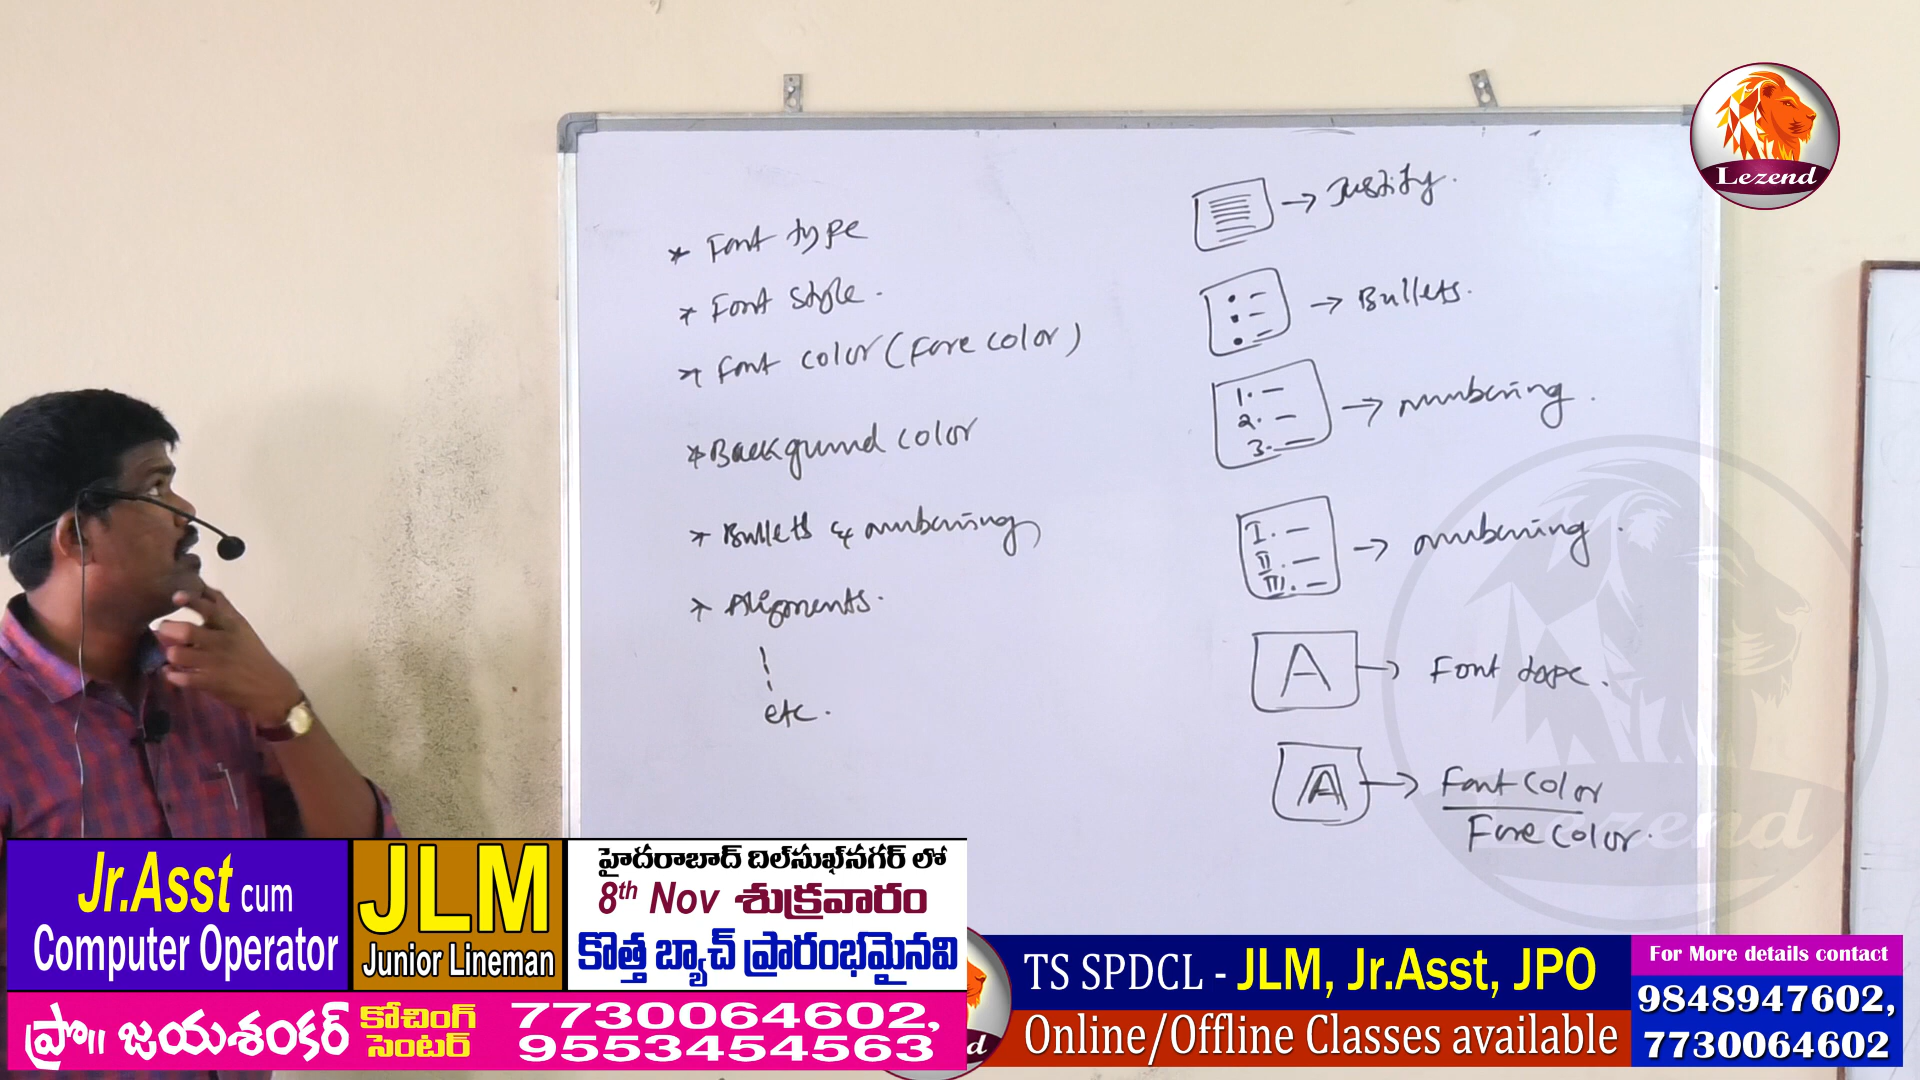 Lezend
* Font type
* Font style.
* Font color (Fore color)
* Background color
* Bullets & numbering
* Alignments.
etc.
→ Justify.
→ Bullets.
1. —
2. —
3. —
→ numbering.
I. —
II. —
III. —
→ numbering.
A → Font type.
A → Font color
Fore color.
Lezend
Jr.Asst cum
Computer Operator
JLM
Junior Lineman
హైదరాబాద్ దిల్‌సుఖ్‌నగర్ లో
8th Nov శుక్రవారం
కొత్త బ్యాచ్ ప్రారంభమైనవి
ప్రొ|| జయశంకర్
కోచింగ్
సెంటర్
7730064602,
9553454563
TS SPDCL - JLM, Jr.Asst, JPO
Online/Offline Classes available
For More details contact
9848947602,
7730064602